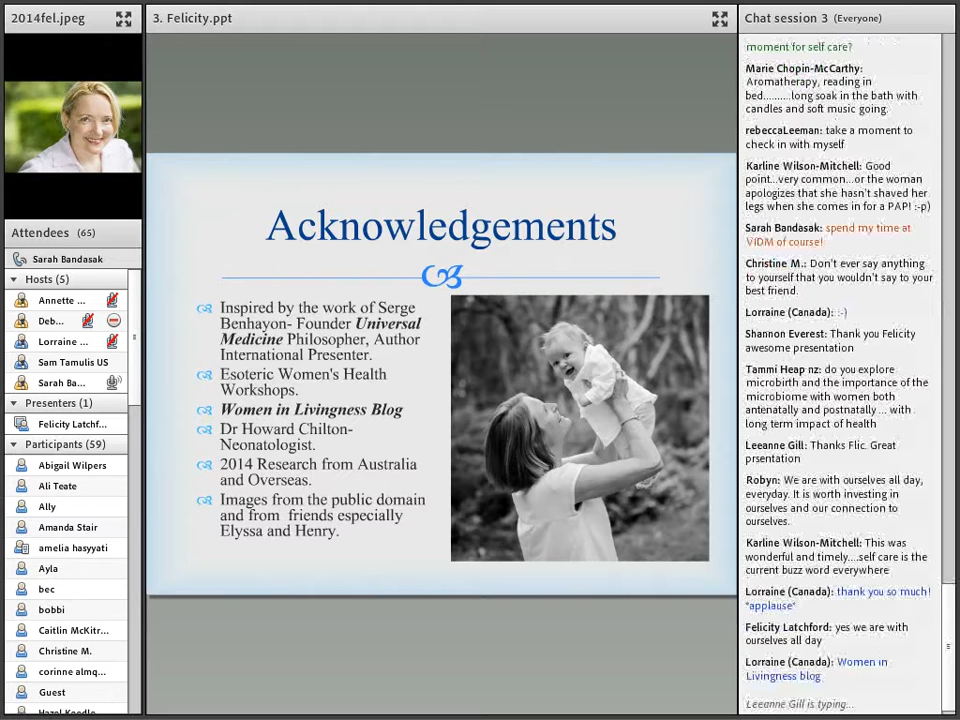 2014fel.jpeg
Attendees (65)
Sarah Bandasak
Hosts (5)
Annette ...
Deb...
Lorraine ...
Sam Tamulis US
Sarah Ba...
Presenters (1)
Felicity Latchf...
Participants (59)
Abigail Wilpers
Ali Teate
Ally
Amanda Stair
amelia hasyyati
Ayla
bec
bobbi
Caitlin McKitr...
Christine M.
corinne almq...
Guest
Hazel Keedle
3. Felicity.ppt
Acknowledgements
Inspired by the work of Serge
Benhayon- Founder Universal
Medicine Philosopher, Author
International Presenter.
Esoteric Women's Health
Workshops.
Women in Livingness Blog
Dr Howard Chilton-
Neonatologist.
2014 Research from Australia
and Overseas.
Images from the public domain
and from friends especially
Elyssa and Henry.
Chat session 3 (Everyone)
moment for self care?
Marie Chopin-McCarthy:
Aromatherapy, reading in
bed.........long soak in the bath with
candles and soft music going.
rebeccaLeeman: take a moment to
check in with myself
Karline Wilson-Mitchell: Good
point...very common...or the woman
apologizes that she hasn't shaved her
legs when she comes in for a PAP! :-p)
Sarah Bandasak: spend my time at
VIDM of course!
Christine M.: Don't ever say anything
to yourself that you wouldn't say to your
best friend.
Lorraine (Canada): :-)
Shannon Everest: Thank you Felicity
awesome presentation
Tammi Heap nz: do you explore
microbirth and the importance of the
microbiome with women both
antenatally and postnatally ... with
long term impact of health
Leeanne Gill: Thanks Flic. Great
prsentation
Robyn: We are with ourselves all day,
everyday. It is worth investing in
ourselves and our connection to
ourselves.
Karline Wilson-Mitchell: This was
wonderful and timely....self care is the
current buzz word everywhere
Lorraine (Canada): thank you so much!
*applause*
Felicity Latchford: yes we are with
ourselves all day
Lorraine (Canada): Women in
Livingness blog
Leeanne Gill is typing...